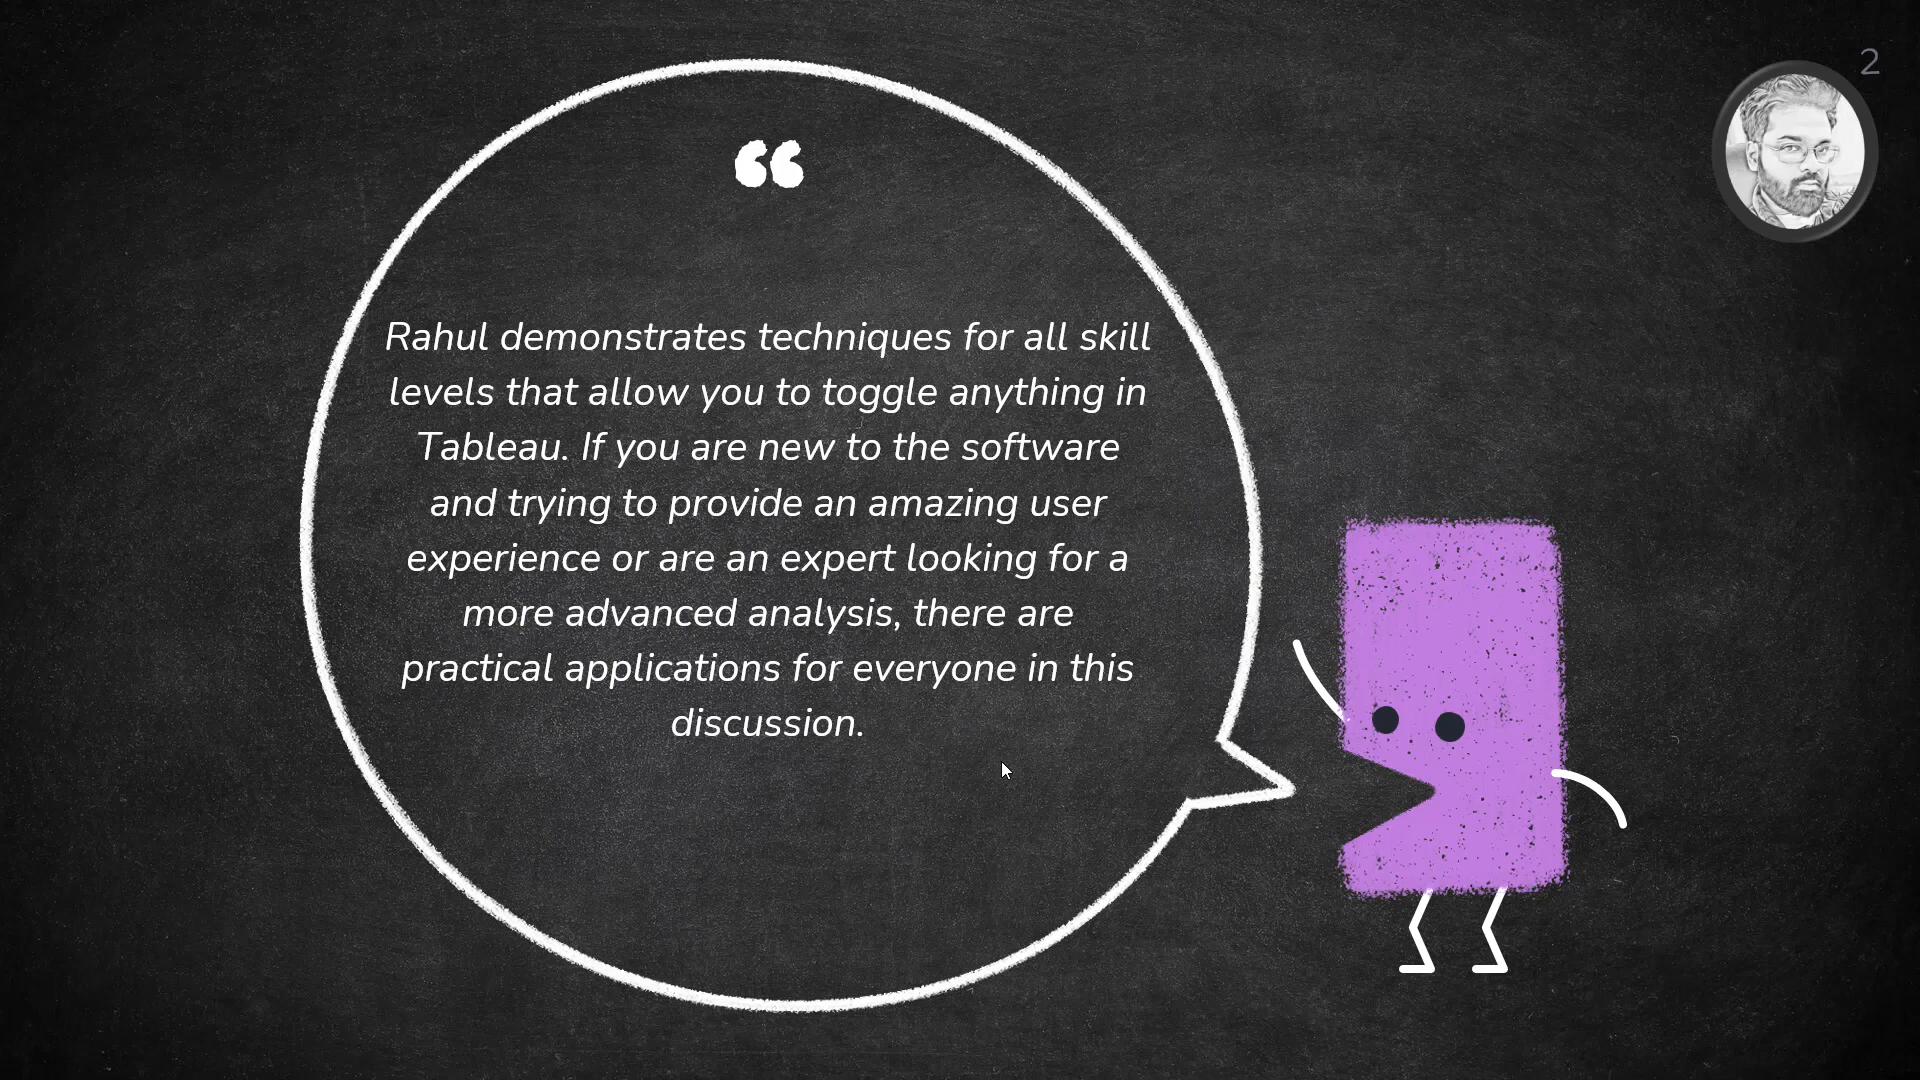 2
“
Rahul demonstrates techniques for all skill
levels that allow you to toggle anything in
Tableau. If you are new to the software
and trying to provide an amazing user
experience or are an expert looking for a
more advanced analysis, there are
practical applications for everyone in this
discussion.